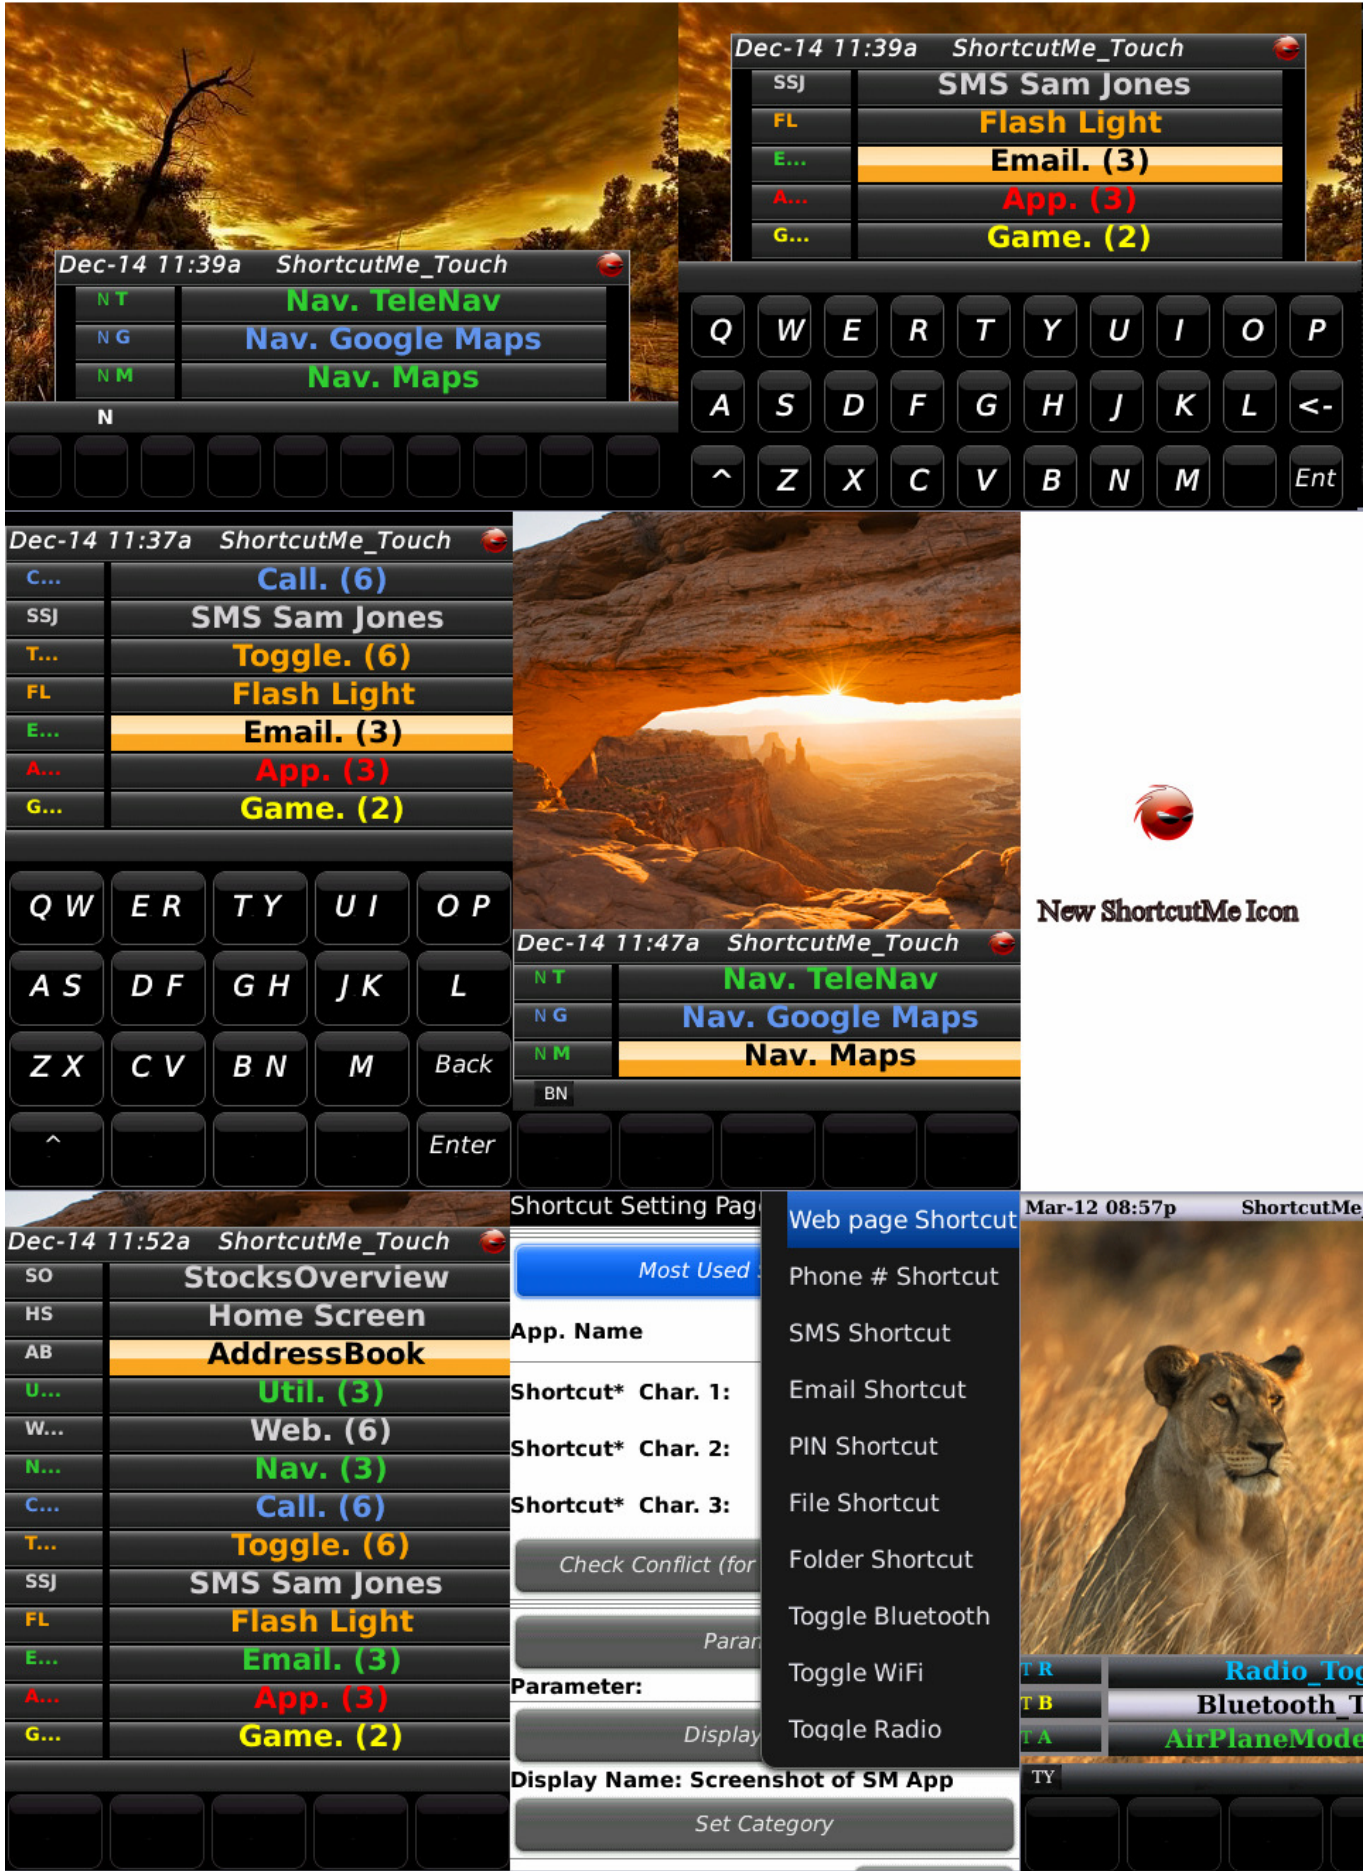 Dec-14 11:39a ShortcutMe_Touch
N T Nav. TeleNav
N G Nav. Google Maps
N M Nav. Maps
N
Dec-14 11:39a ShortcutMe_Touch
SSJ SMS Sam Jones
FL Flash Light
E... Email. (3)
A... App. (3)
G... Game. (2)
Q W E R T Y U I O P
A S D F G H J K L <-
^ Z X C V B N M Ent
Dec-14 11:37a ShortcutMe_Touch
C... Call. (6)
SSJ SMS Sam Jones
T... Toggle. (6)
FL Flash Light
E... Email. (3)
A... App. (3)
G... Game. (2)
Q W E R T Y U I O P
A S D F G H J K L
Z X C V B N M Back
^ Enter
Dec-14 11:47a ShortcutMe_Touch
N T Nav. TeleNav
N G Nav. Google Maps
N M Nav. Maps
BN
New ShortcutMe Icon
Dec-14 11:52a ShortcutMe_Touch
SO StocksOverview
HS Home Screen
AB AddressBook
U... Util. (3)
W... Web. (6)
N... Nav. (3)
C... Call. (6)
T... Toggle. (6)
SSJ SMS Sam Jones
FL Flash Light
E... Email. (3)
A... App. (3)
G... Game. (2)
Shortcut Setting Pag
Most Used
App. Name
Shortcut* Char. 1:
Shortcut* Char. 2:
Shortcut* Char. 3:
Check Conflict (for
Param
Parameter:
Display
Display Name: Screenshot of SM App
Set Category
Web page Shortcut
Phone # Shortcut
SMS Shortcut
Email Shortcut
PIN Shortcut
File Shortcut
Folder Shortcut
Toggle Bluetooth
Toggle WiFi
Toggle Radio
Mar-12 08:57p ShortcutMe
T R Radio_Tog
T B Bluetooth_T
T A AirPlaneMode
TY